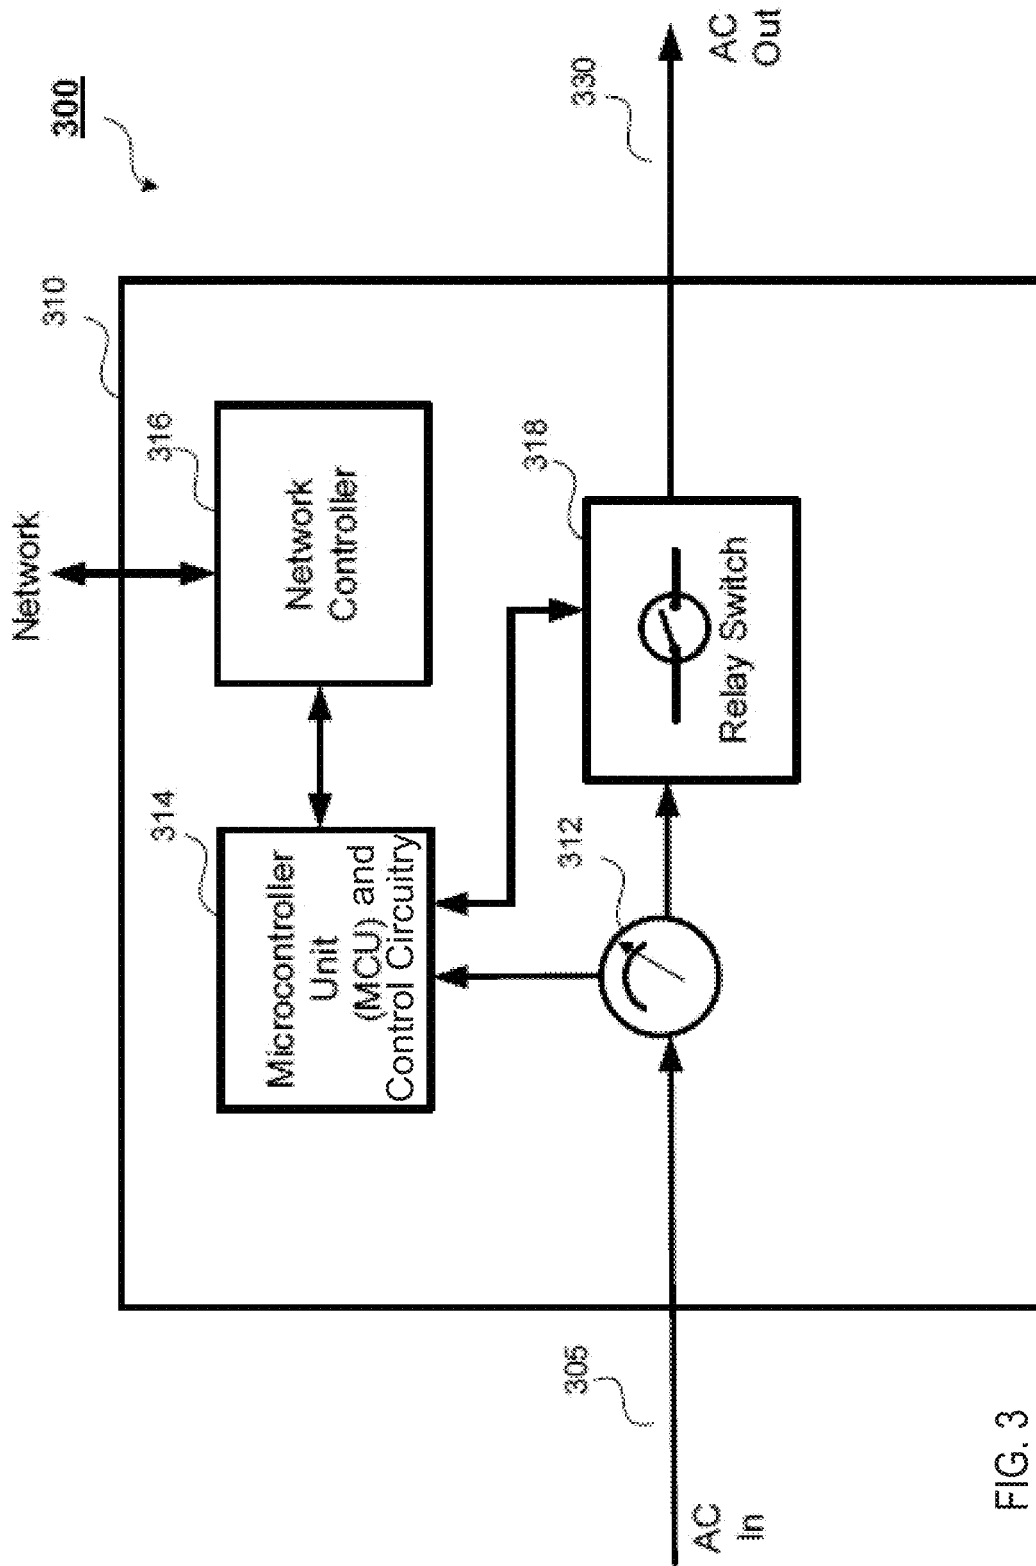 300
310
Network
316
Network
Controller
314
Microcontroller
Unit
(MCU) and
Control Circuitry
318
Relay Switch
312
305
AC
In
330
AC
Out
FIG. 3